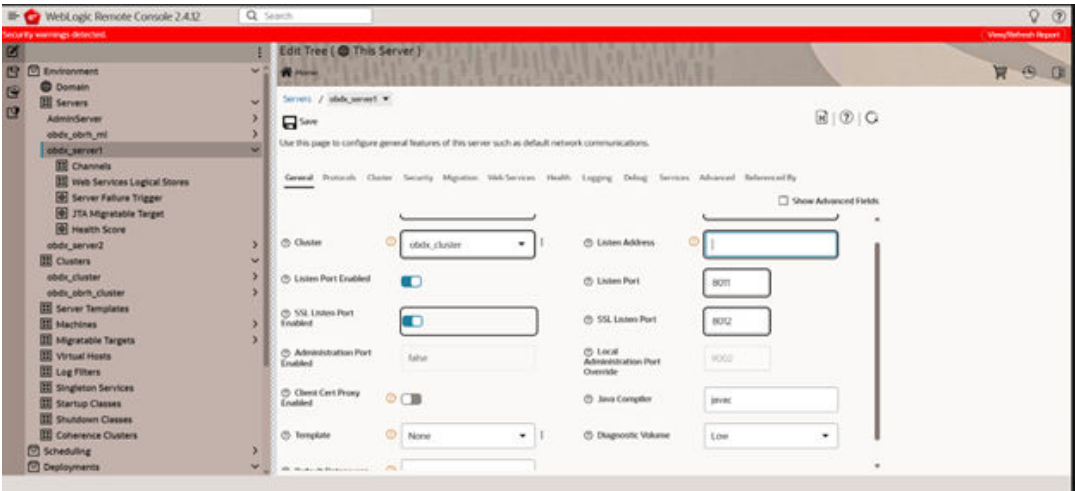 WebLogic Remote Console 2.4.12
Search
Security warnings detected.
View/Refresh Report
Edit Tree ( This Server )
Home
Environment
Domain
Servers
AdminServer
obdx_obrh_ml
obdx_server1
Channels
Web Services Logical Stores
Server Failure Trigger
JTA Migratable Target
Health Score
obdx_server2
Clusters
obdx_cluster
obdx_obrh_cluster
Server Templates
Machines
Migratable Targets
Virtual Hosts
Log Filters
Singleton Services
Startup Classes
Shutdown Classes
Coherence Clusters
Scheduling
Deployments
Servers / obdx_server1
Save
Use this page to configure general features of this server such as default network communications.
General Protocols Cluster Security Migration Web Services Health Logging Debug Services Advanced Referenced By
Show Advanced Fields
Cluster obdx_cluster Listen Address
Listen Port Enabled Listen Port 8011
SSL Listen Port Enabled SSL Listen Port 8012
Administration Port Enabled false Local Administration Port Override 9002
Client Cert Proxy Enabled Java Compiler javac
Template None Diagnostic Volume Low